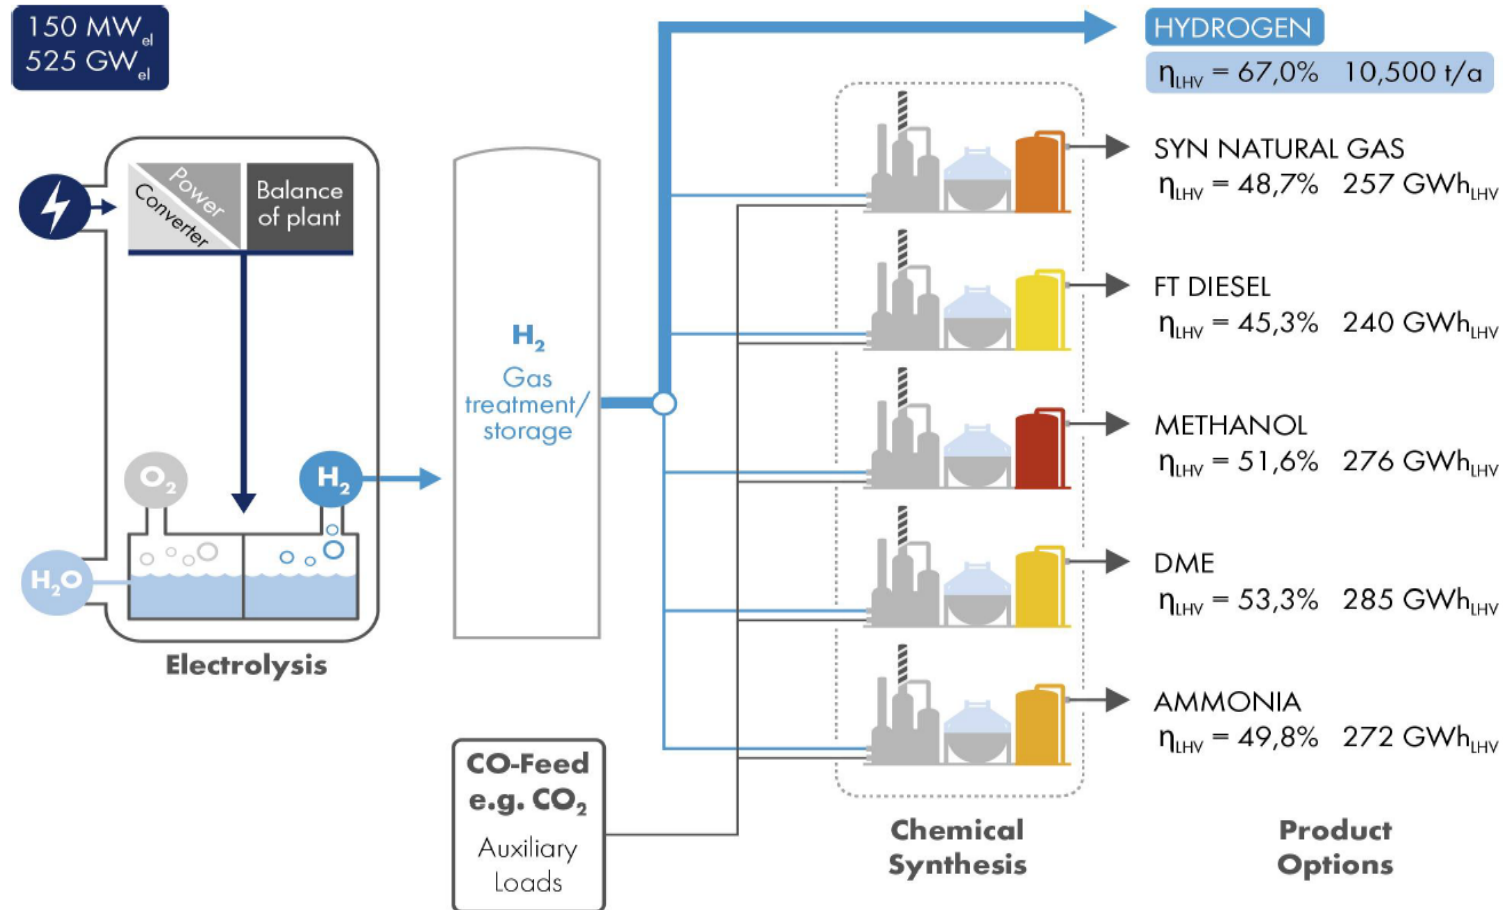 150 MWel
525 GWel
Power
Converter
Balance
of plant
O2
H2
H2O
Electrolysis
H2
Gas
treatment/
storage
CO-Feed
e.g. CO2
Auxiliary
Loads
Chemical
Synthesis
HYDROGEN
ηLHV = 67,0% 10,500 t/a
SYN NATURAL GAS
ηLHV = 48,7% 257 GWhLHV
FT DIESEL
ηLHV = 45,3% 240 GWhLHV
METHANOL
ηLHV = 51,6% 276 GWhLHV
DME
ηLHV = 53,3% 285 GWhLHV
AMMONIA
ηLHV = 49,8% 272 GWhLHV
Product
Options